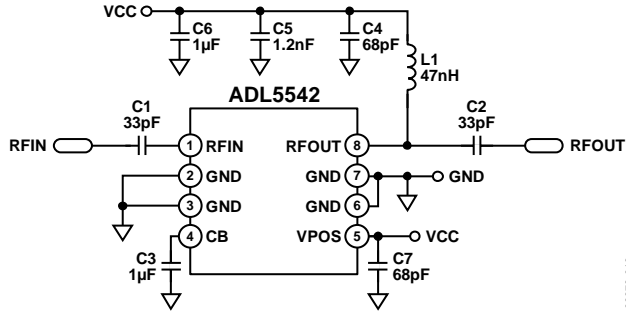 VCC
C6
1µF
C5
1.2nF
C4
68pF
L1
47nH
ADL5542
C1
33pF
C2
33pF
RFIN
1
RFIN
RFOUT
8
RFOUT
2
GND
GND
7
GND
3
GND
GND
6
4
CB
VPOS
5
VCC
C3
1µF
C7
68pF